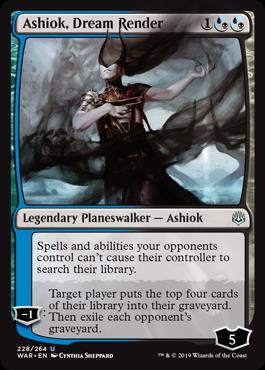 Ashiok, Dream Render 1
Legendary Planeswalker — Ashiok
Spells and abilities your opponents
control can't cause their controller to
search their library.
-1 Target player puts the top four cards
of their library into their graveyard.
Then exile each opponent's
graveyard.
5
228/264 U
WAR • EN Cynthia Sheppard
™ & © 2019 Wizards of the Coast